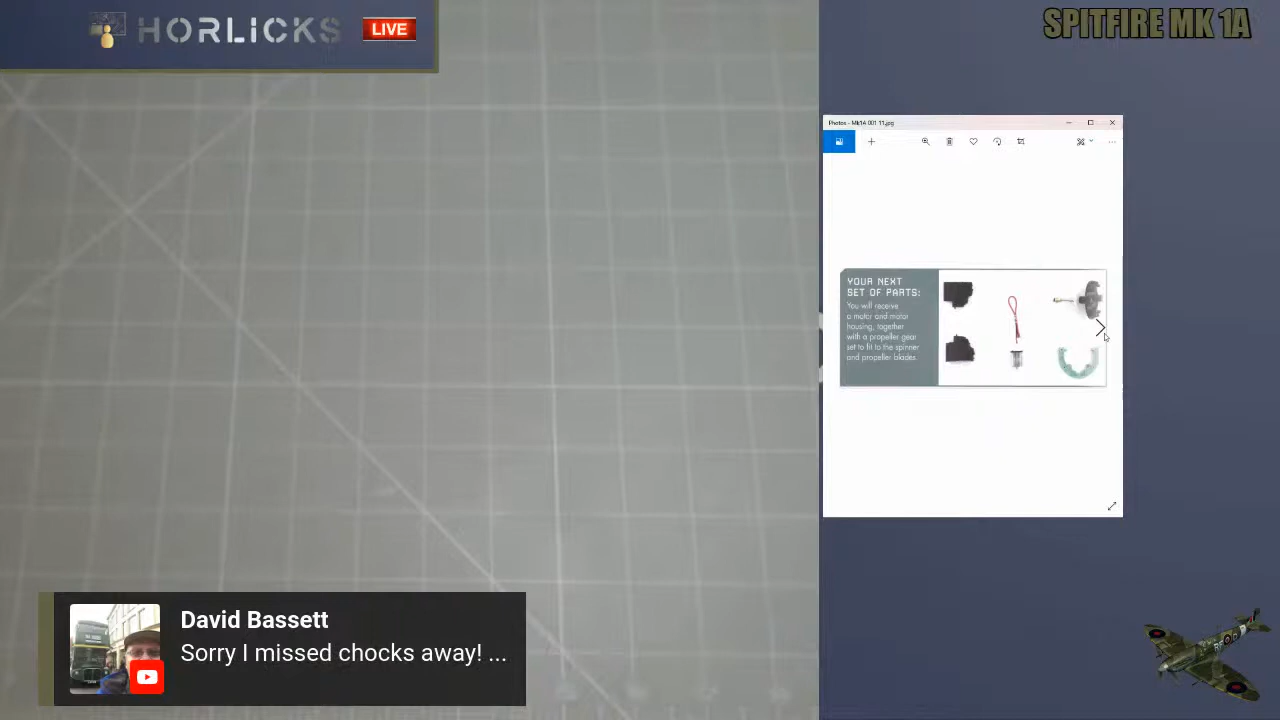 HORLICKS
LIVE
SPITFIRE MK 1A
Photos - Mk1A 001 11.jpg
YOUR NEXT
SET OF PARTS:
You will receive
a motor and motor
housing, together
with a propeller gear
set to fit to the spinner
and propeller blades.
David Bassett
Sorry I missed chocks away! ...